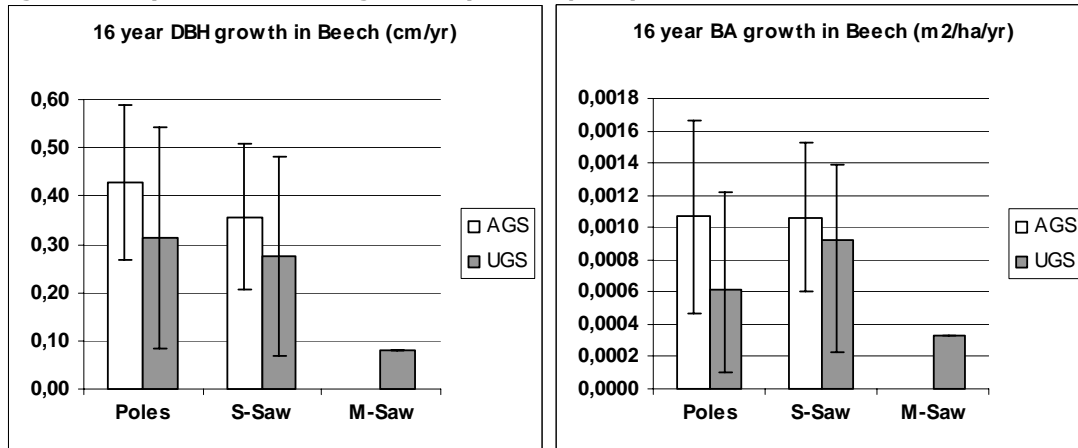 16 year DBH growth in Beech (cm/yr)
0,60
0,50
0,40
0,30
0,20
0,10
0,00
Poles S-Saw M-Saw
AGS
UGS
16 year BA growth in Beech (m2/ha/yr)
0,0018
0,0016
0,0014
0,0012
0,0010
0,0008
0,0006
0,0004
0,0002
0,0000
Poles S-Saw M-Saw
AGS
UGS